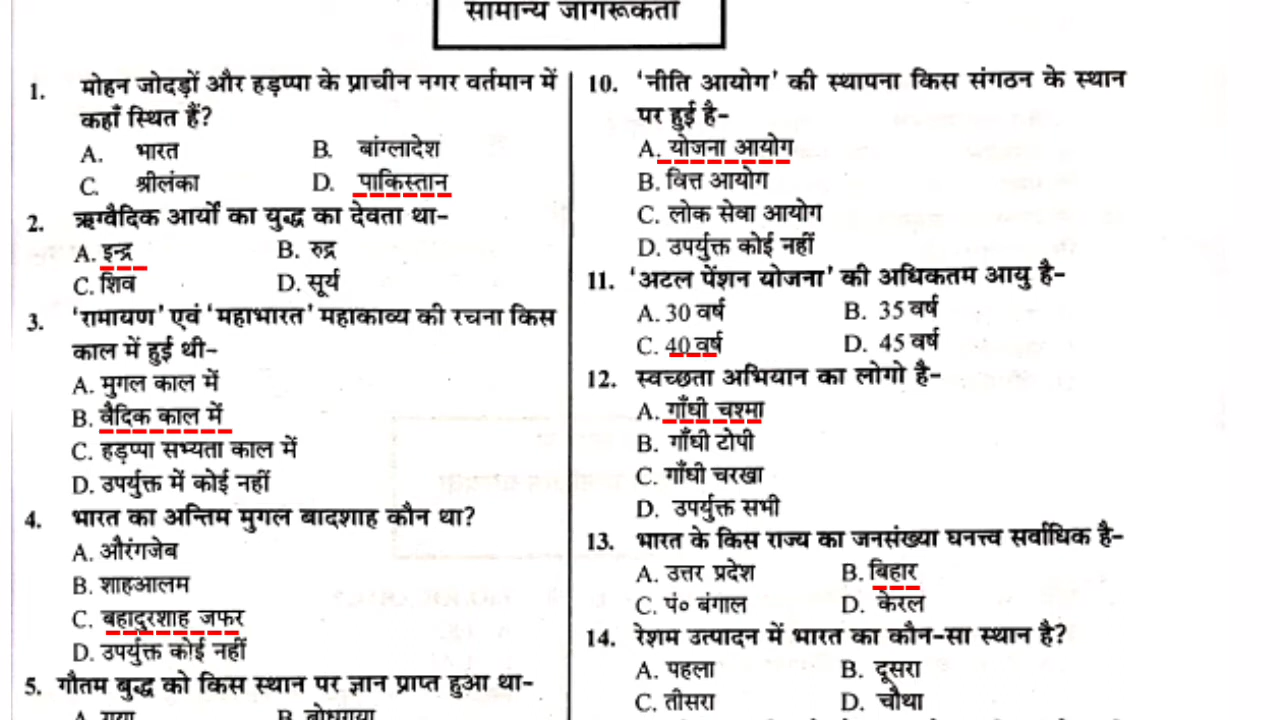 सामान्य जागरूकता
1. मोहन जोदड़ों और हड़प्पा के प्राचीन नगर वर्तमान में
कहाँ स्थित हैं?
A. भारत B. बांग्लादेश
C. श्रीलंका D. पाकिस्तान
2. ऋग्वैदिक आर्यों का युद्ध का देवता था-
A. इन्द्र B. रुद्र
C. शिव D. सूर्य
3. 'रामायण' एवं 'महाभारत' महाकाव्य की रचना किस
काल में हुई थी-
A. मुगल काल में
B. वैदिक काल में
C. हड़प्पा सभ्यता काल में
D. उपर्युक्त में कोई नहीं
4. भारत का अन्तिम मुगल बादशाह कौन था?
A. औरंगजेब
B. शाहआलम
C. बहादुरशाह जफर
D. उपर्युक्त कोई नहीं
5. गौतम बुद्ध को किस स्थान पर ज्ञान प्राप्त हुआ था-
A. गया B. बोधगया
10. 'नीति आयोग' की स्थापना किस संगठन के स्थान
पर हुई है-
A. योजना आयोग
B. वित्त आयोग
C. लोक सेवा आयोग
D. उपर्युक्त कोई नहीं
11. 'अटल पेंशन योजना' की अधिकतम आयु है-
A. 30 वर्ष B. 35 वर्ष
C. 40 वर्ष D. 45 वर्ष
12. स्वच्छता अभियान का लोगो है-
A. गाँधी चश्मा
B. गाँधी टोपी
C. गाँधी चरखा
D. उपर्युक्त सभी
13. भारत के किस राज्य का जनसंख्या घनत्त्व सर्वाधिक है-
A. उत्तर प्रदेश B. बिहार
C. पं० बंगाल D. केरल
14. रेशम उत्पादन में भारत का कौन-सा स्थान है?
A. पहला B. दूसरा
C. तीसरा D. चौथा